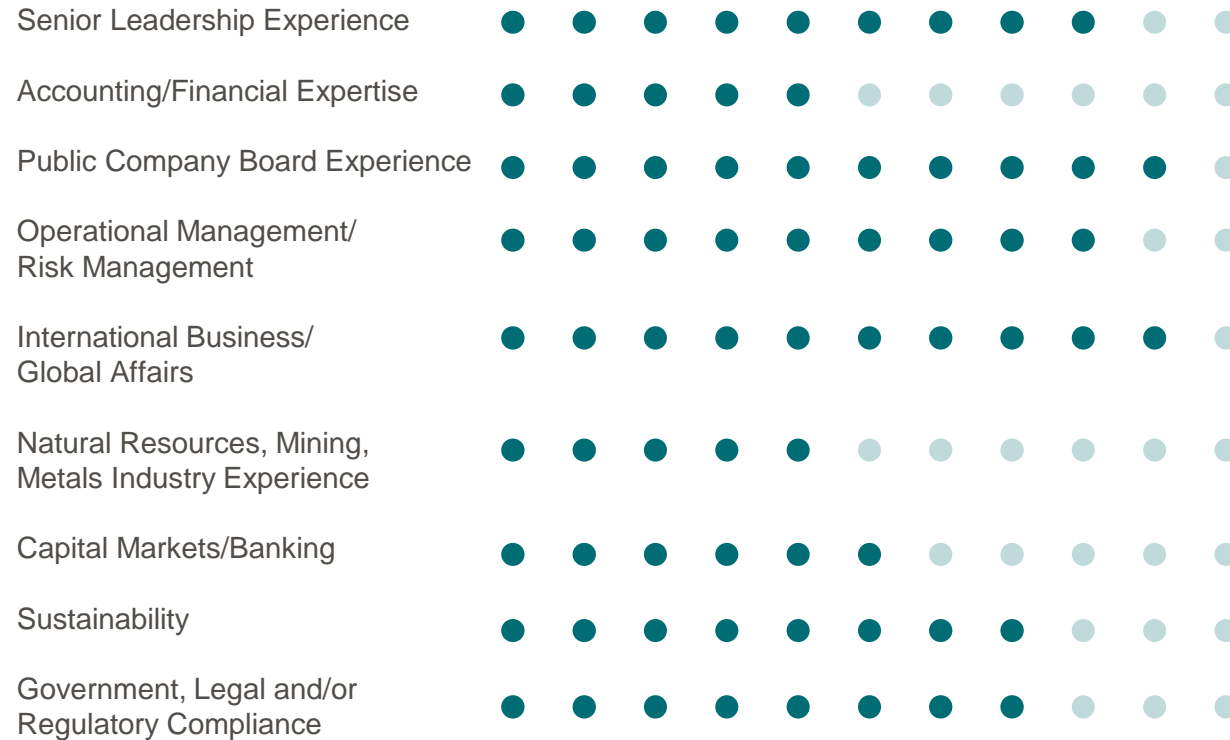 Senior Leadership Experience
Accounting/Financial Expertise
Public Company Board Experience
Operational Management/
Risk Management
International Business/
Global Affairs
Natural Resources, Mining,
Metals Industry Experience
Capital Markets/Banking
Sustainability
Government, Legal and/or
Regulatory Compliance